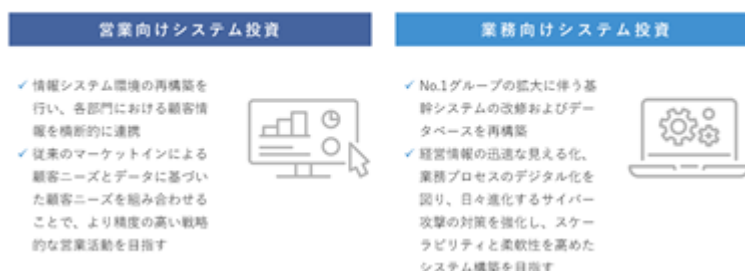 営業向けシステム投資
✓ 情報システム環境の再構築を
行い、各部門における顧客情
報を横断的に連携
✓ 従来のマーケットインによる
顧客ニーズとデータに基づい
た顧客ニーズを組み合わせる
ことで、より精度の高い戦略
的な営業活動を目指す
業務向けシステム投資
✓ No.1グループの拡大に伴う基
幹システムの改修およびデー
タベースを再構築
✓ 経営情報の迅速な見える化、
業務プロセスのデジタル化を
図り、日々進化するサイバー
攻撃の対策を強化し、スケー
ラビリティと柔軟性を高めた
システム構築を目指す